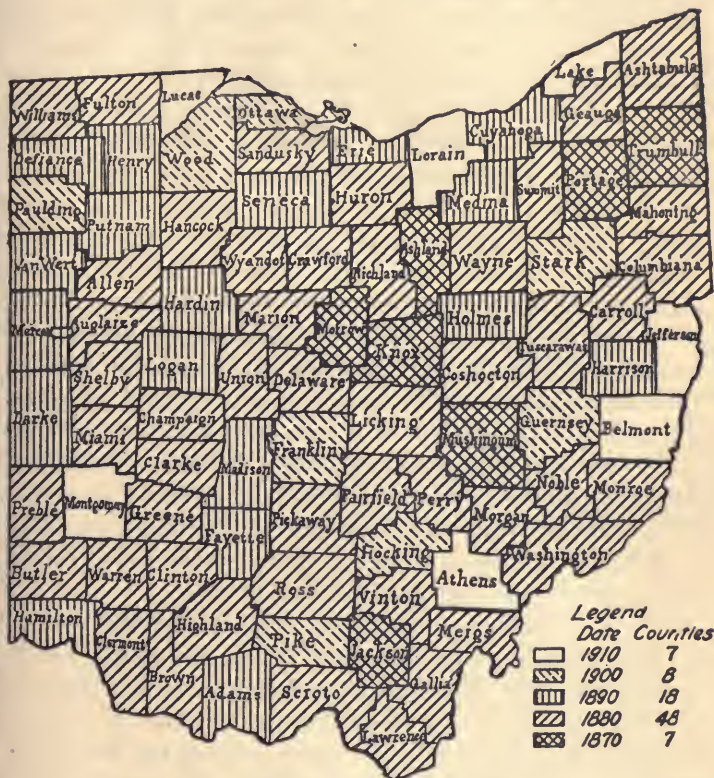 Lake
Ashtabula
Lucas
Williams
Fulton
Ottawa
Geauga
Cuyahoga
Trumbull
Defiance
Henry
Wood
Sandusky
Erie
Lorain
Portage
Summit
Medina
Paulding
Putnam
Hancock
Seneca
Huron
Mahoning
Ashland
Van Wert
Allen
Wyandot
Crawford
Richland
Wayne
Stark
Columbiana
Hardin
Marion
Morrow
Holmes
Carroll
Mercer
Auglaize
Knox
Tuscarawas
Jefferson
Logan
Union
Delaware
Coshocton
Harrison
Shelby
Darke
Champaign
Licking
Guernsey
Belmont
Miami
Franklin
Muskingum
Clarke
Madison
Noble
Monroe
Fairfield
Perry
Preble
Montgomery
Greene
Pickaway
Morgan
Fayette
Hocking
Washington
Butler
Warren
Clinton
Ross
Athens
Vinton
Hamilton
Highland
Meigs
Clermont
Pike
Jackson
Brown
Adams
Scioto
Gallia
Lawrence
Legend
Date Counties
1910 7
1900 8
1890 18
1880 48
1870 7